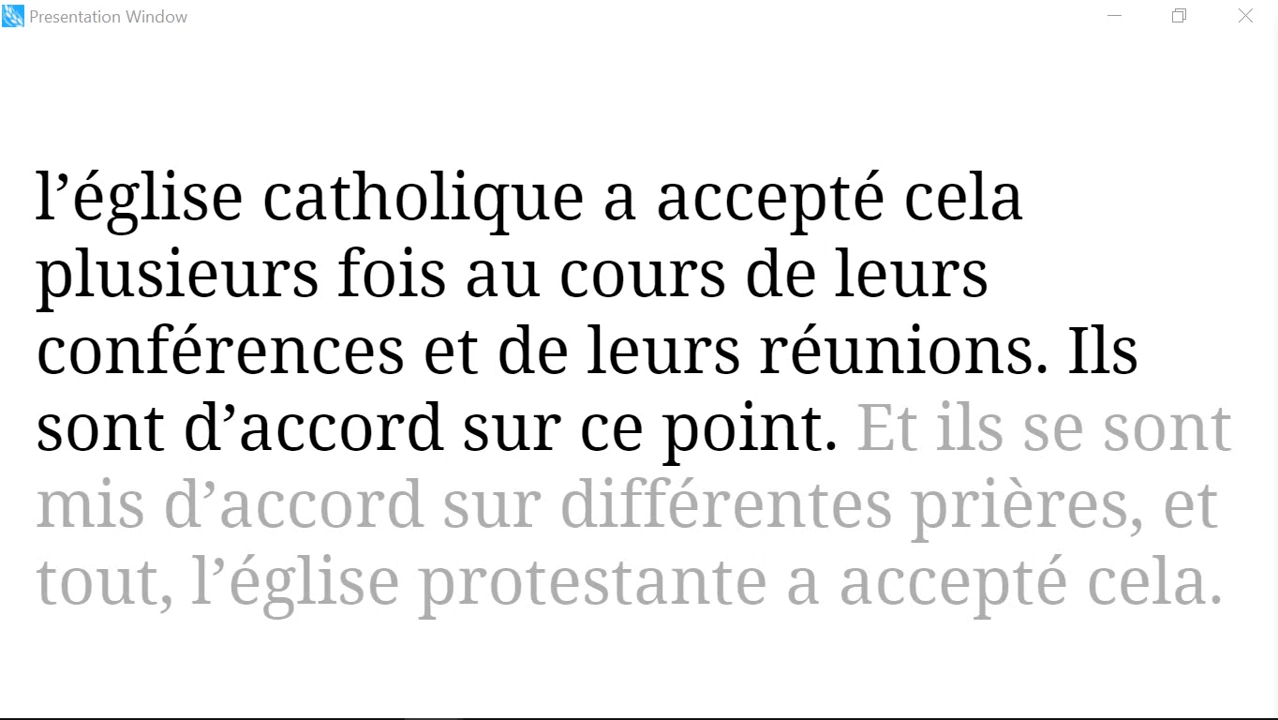 Presentation Window
l’église catholique a accepté cela
plusieurs fois au cours de leurs
conférences et de leurs réunions. Ils
sont d’accord sur ce point. Et ils se sont
mis d’accord sur différentes prières, et
tout, l’église protestante a accepté cela.